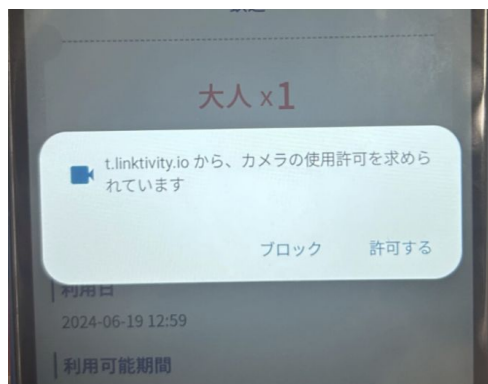 大人 x1
t.linktivity.io から、カメラの使用許可を求めら
れています
ブロック
許可する
利用日
2024-06-19 12:59
利用可能期間